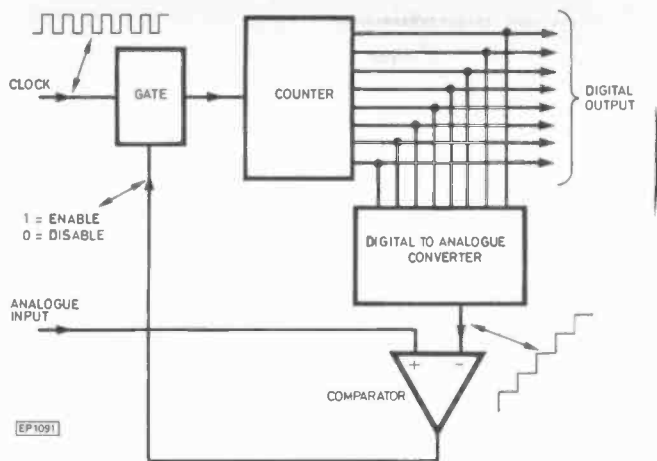 CLOCK
GATE
COUNTER
DIGITAL
OUTPUT
1 = ENABLE
0 = DISABLE
DIGITAL TO ANALOGUE
CONVERTER
ANALOGUE
INPUT
+ −
COMPARATOR
EP1091